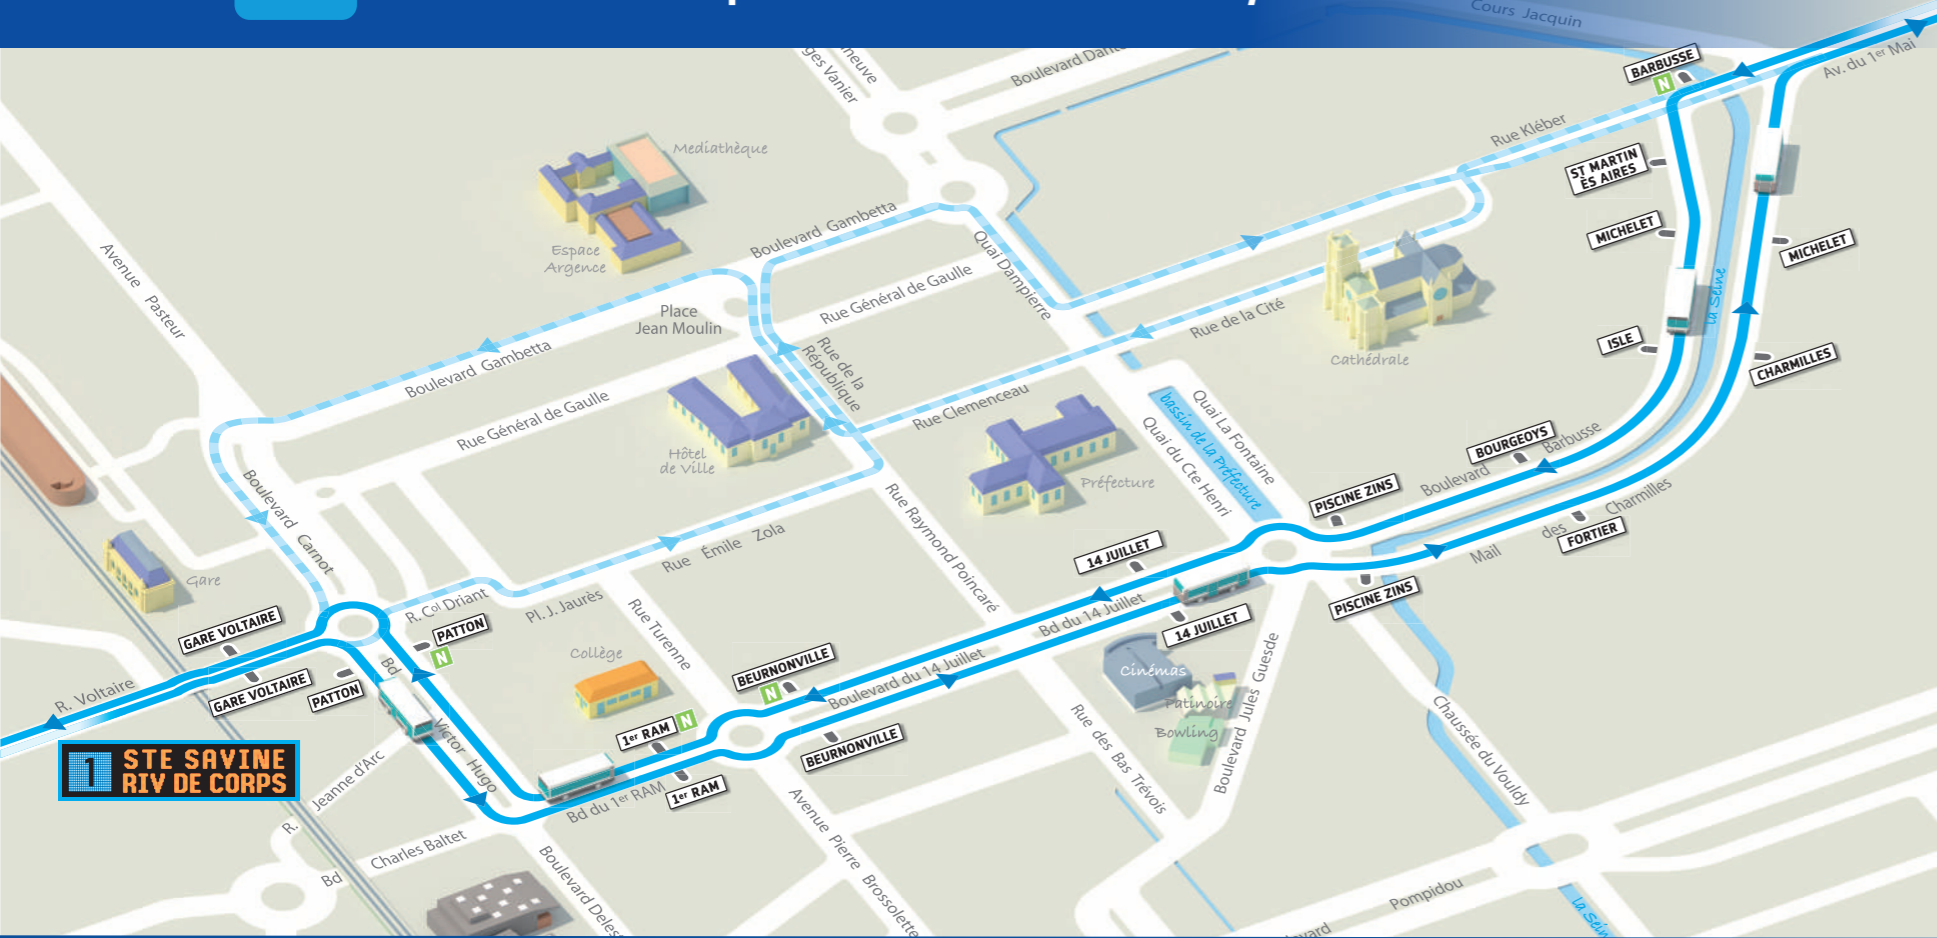 Cours Jacquin
BARBUSSE
N
Av. du 1er Mai
Boulevard
ges Vanier
neuve
Rue Kléber
Mediathèque
ST MARTIN
ÈS AIRES
MICHELET
MICHELET
Espace
Argence
Boulevard Gambetta
Quai Dampierre
Avenue Pasteur
Place
Jean Moulin
Rue Général de Gaulle
Rue de la Cité
la Seine
Cathédrale
ISLE
CHARMILLES
Boulevard Gambetta
Rue de la
République
Rue Général de Gaulle
Rue Clemenceau
bassin de la Préfecture
Quai La Fontaine
Quai du Cte Henri
Hôtel
de Ville
Préfecture
BOURGEOYS
Boulevard Barbusse
PISCINE ZINS
Boulevard Carnot
Rue Émile Zola
Rue Raymond Poincaré
Mail des Charmilles
FORTIER
14 JUILLET
Gare
R. Col Driant
Pl. J. Jaurès
Rue Turenne
PISCINE ZINS
Bd du 14 Juillet
14 JUILLET
GARE VOLTAIRE
PATTON
N
Collège
BEURNONVILLE
N
Cinémas
Patinoire
Bowling
Boulevard Jules Guesde
R. Voltaire
GARE VOLTAIRE
PATTON
Bd Victor Hugo
Boulevard du 14 Juillet
1er RAM
N
BEURNONVILLE
Rue des Bas Trévois
Chaussée du Vouldy
1
STE SAVINE
RIV DE CORPS
R. Jeanne d'Arc
Bd du 1er RAM
1er RAM
Bd Charles Baltet
Boulevard Deles
Avenue Pierre Brossolette
Pompidou
vard
la Sein